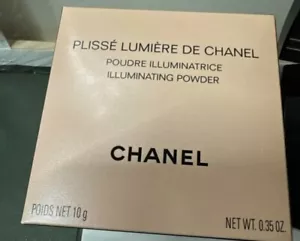 PLISSÉ LUMIÈRE DE CHANEL
POUDRE ILLUMINATRICE
ILLUMINATING POWDER
CHANEL
POIDS NET 10 g
NET WT. 0.35 OZ.